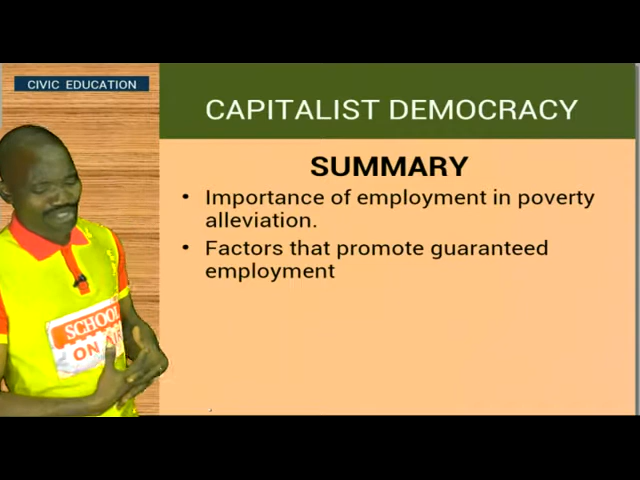 CIVIC EDUCATION
CAPITALIST DEMOCRACY
SUMMARY
• Importance of employment in poverty
alleviation.
• Factors that promote guaranteed
employment
SCHOOL
ON AIR